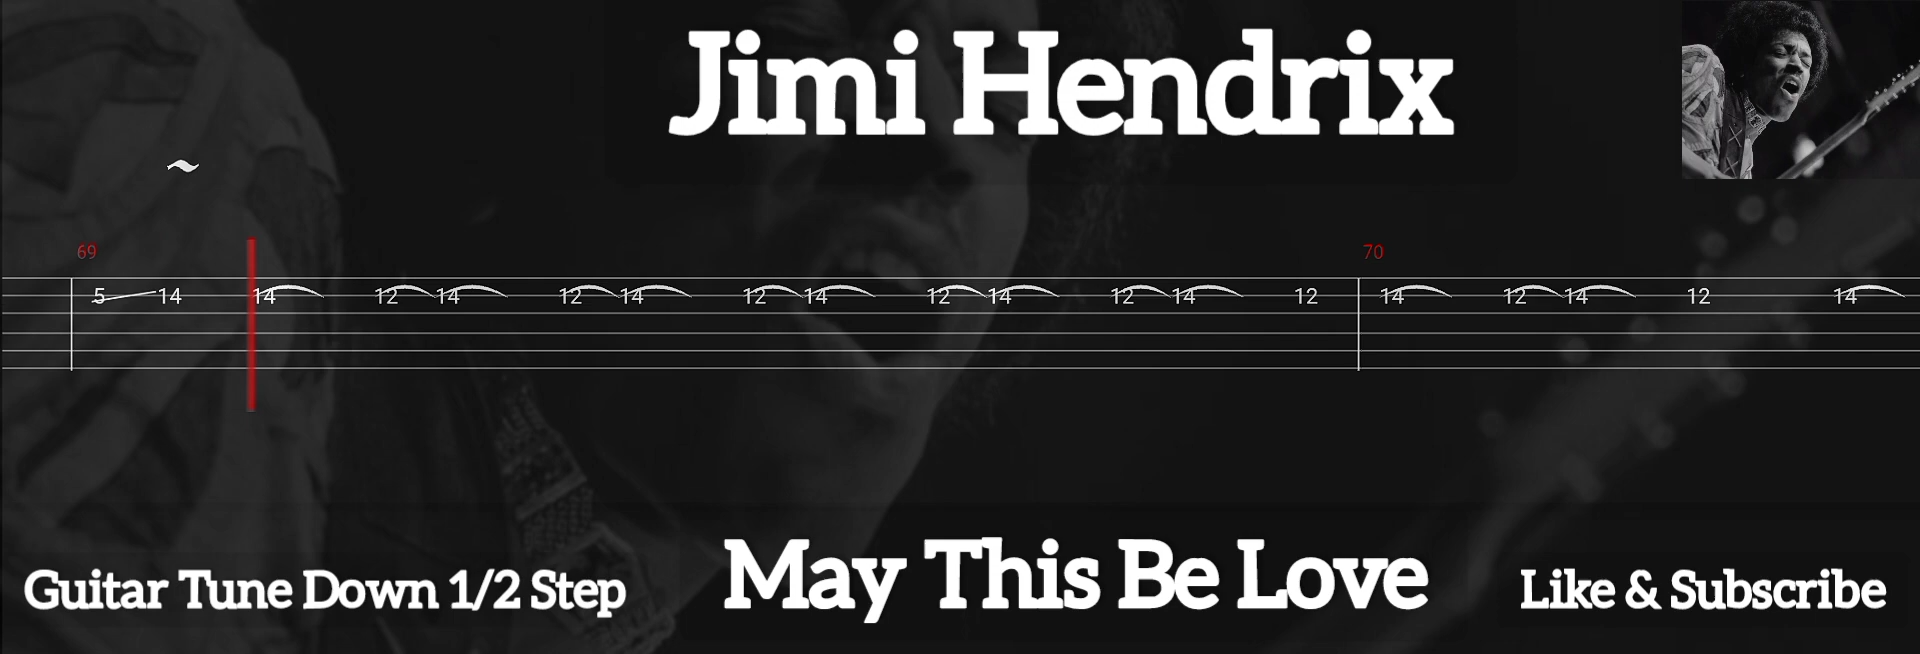 Jimi Hendrix
69 70
5 14 14 12 14 12 14 12 14 12 14 12 14 12 14 12 14 12 14
Guitar Tune Down 1/2 Step
May This Be Love
Like & Subscribe